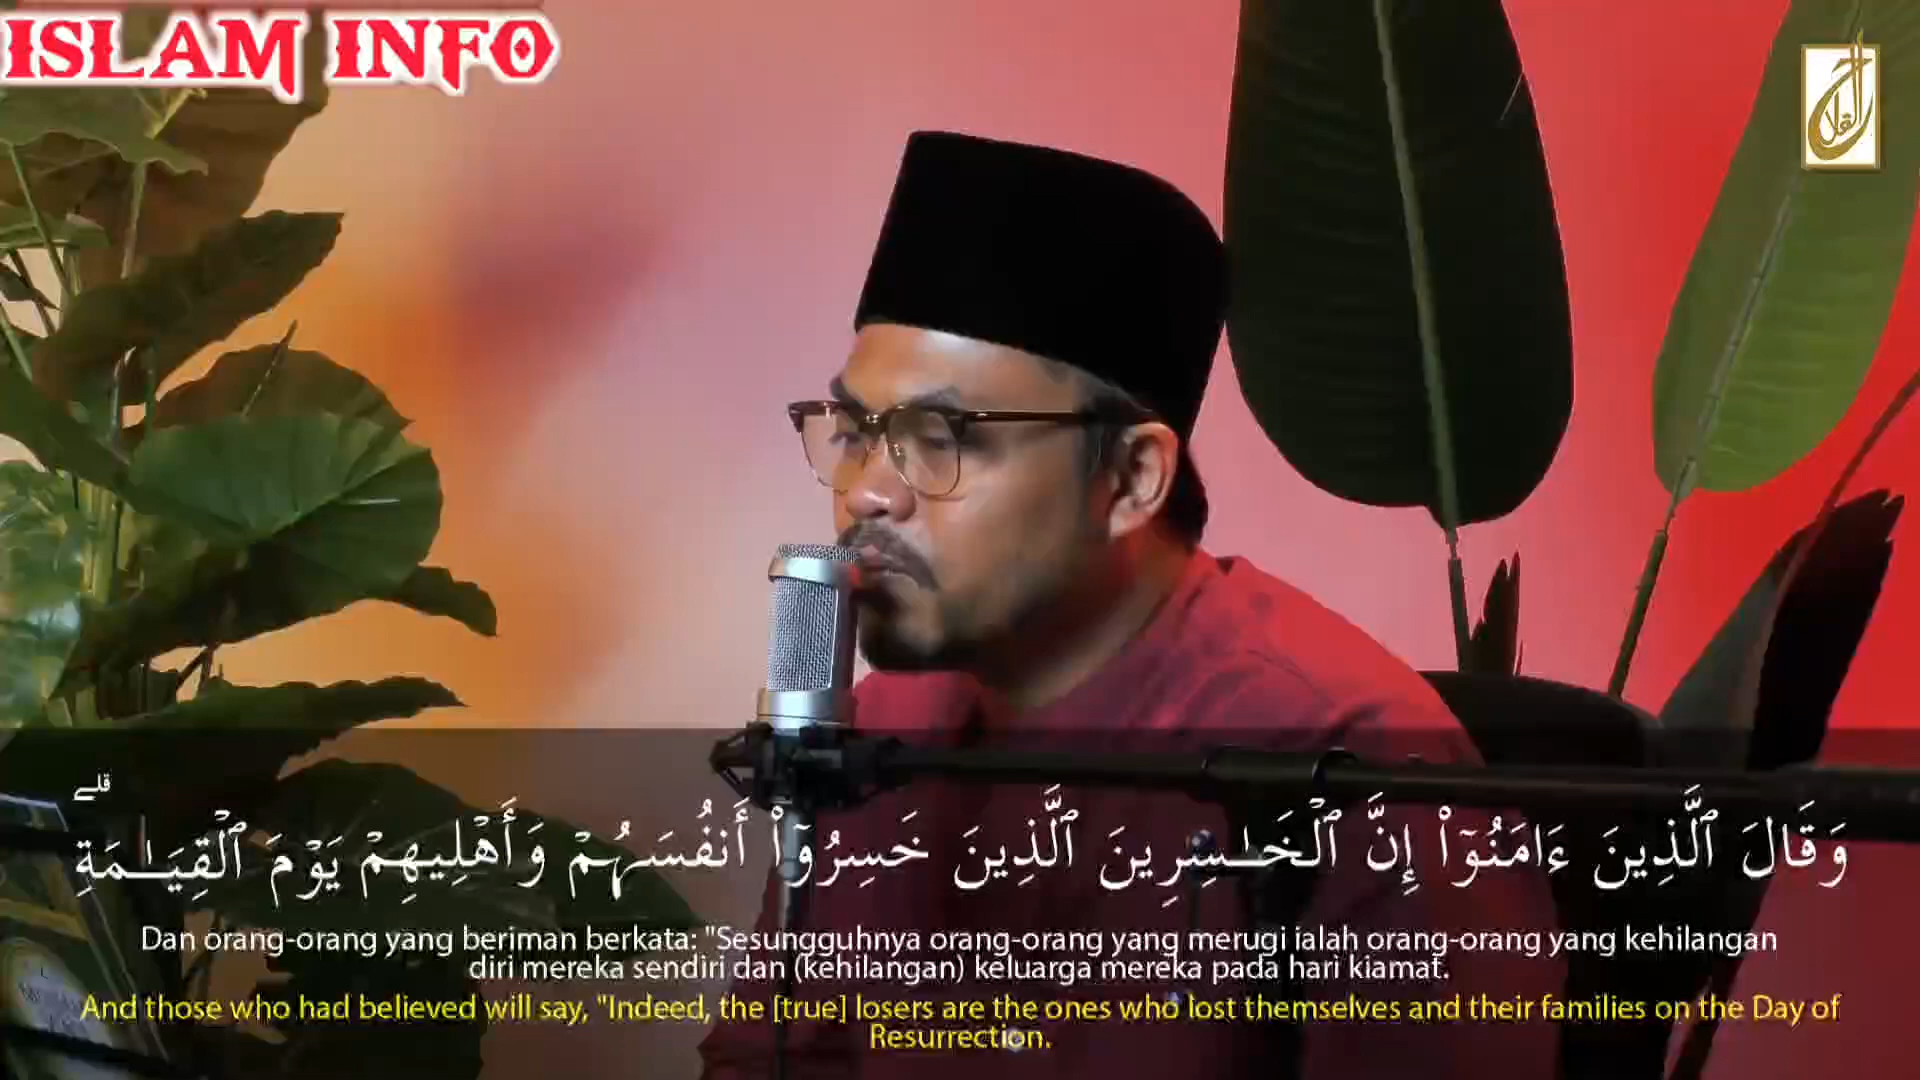 ISLAM INFO
القلاح
وَقَالَ ٱلَّذِينَ ءَامَنُوٓا۟ إِنَّ ٱلْخَـٰسِرِينَ ٱلَّذِينَ خَسِرُوٓا۟ أَنفُسَهُمْ وَأَهْلِيهِمْ يَوْمَ ٱلْقِيَـٰمَةِ ۗ
Dan orang-orang yang beriman berkata: "Sesungguhnya orang-orang yang merugi ialah orang-orang yang kehilangan
diri mereka sendiri dan (kehilangan) keluarga mereka pada hari kiamat.
And those who had believed will say, "Indeed, the [true] losers are the ones who lost themselves and their families on the Day of
Resurrection.